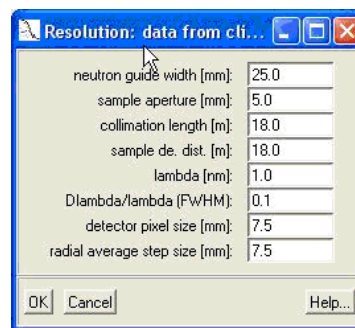 Resolution: data from cli...
neutron guide width [mm]: 25.0
sample aperture [mm]: 5.0
collimation length [m]: 18.0
sample de. dist. [m]: 18.0
lambda [nm]: 1.0
Dlambda/lambda (FWHM): 0.1
detector pixel size [mm]: 7.5
radial average step size [mm]: 7.5
OK Cancel Help...